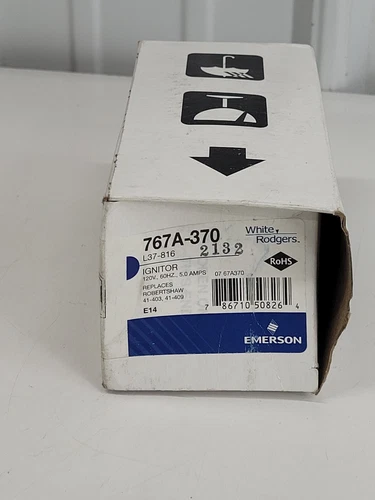 767A-370
L37-816
2132
White
Rodgers.
IGNITOR
120V., 60HZ., 5.0 AMPS 07 67A370
REPLACES
ROBERTSHAW
41-403, 41-409
E14
RoHS
7 86710 50826 4
EMERSON